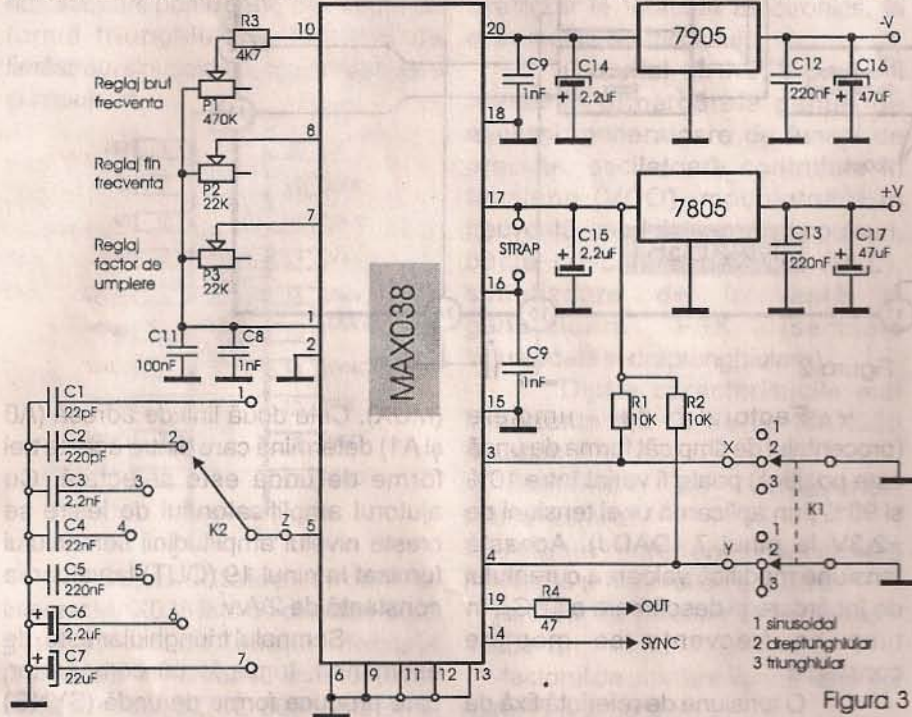 R3
4K7
10
Reglaj brut
frecventa
P1
470K
8
Reglaj fin
frecventa
P2
22K
7
Reglaj
factor de
umplere
P3
22K
1
2
C11
100nF
C8
1nF
MAX038
20
C9
1nF
C14
2,2uF
18
7905
C12
220nF
C16
47uF
-V
17
STRAP
C15
2,2uF
7805
C13
220nF
C17
47uF
+V
16
C9
1nF
15
R1
10K
R2
10K
C1
22pF
1
C2
220pF
2
C3
2,2nF
3
C4
22nF
4
C5
220nF
5
C6
2,2uF
6
C7
22uF
7
K2
Z
5
3
X
1
2
3
K1
4
Y
1
2
3
19
R4
47
OUT
14
SYNC
6
9
11
12
13
1 sinusoidal
2 dreptunghiular
3 triunghiular
Figura 3